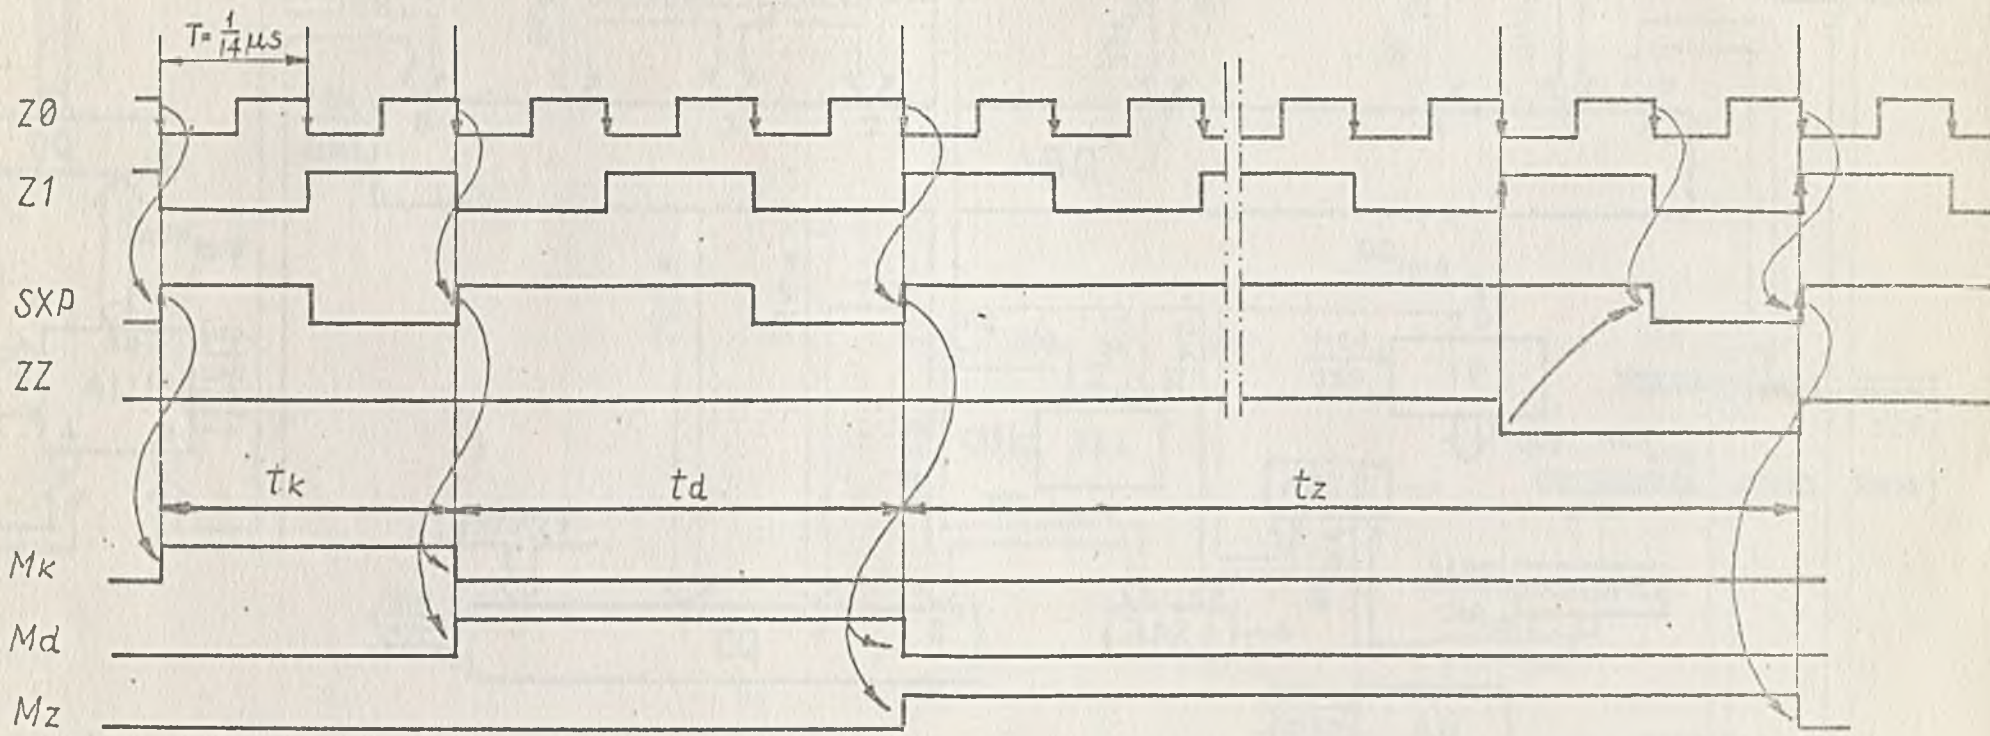 T= 1/14 μs
Z0
Z1
SXP
ZZ
tk td tz
Mk
Md
Mz